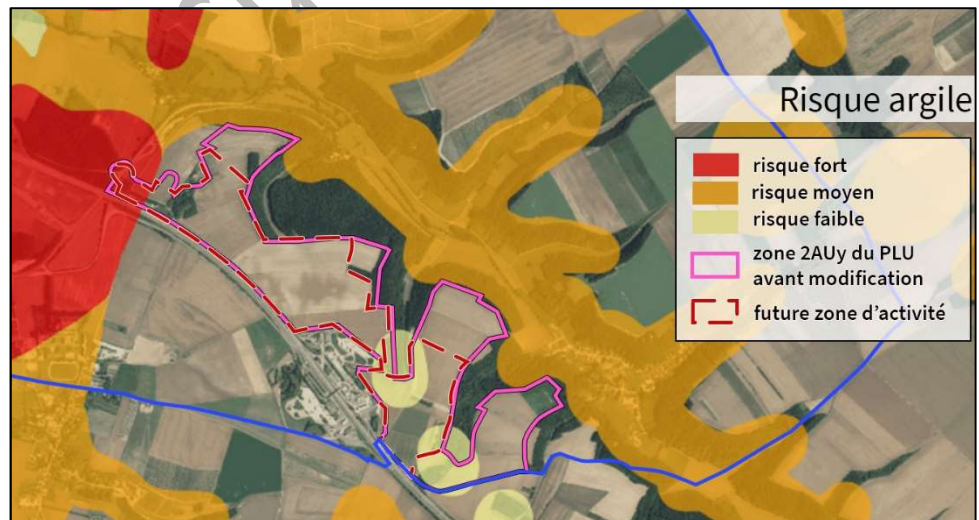 Risque argile
risque fort
risque moyen
risque faible
zone 2AUy du PLU
avant modification
future zone d'activité